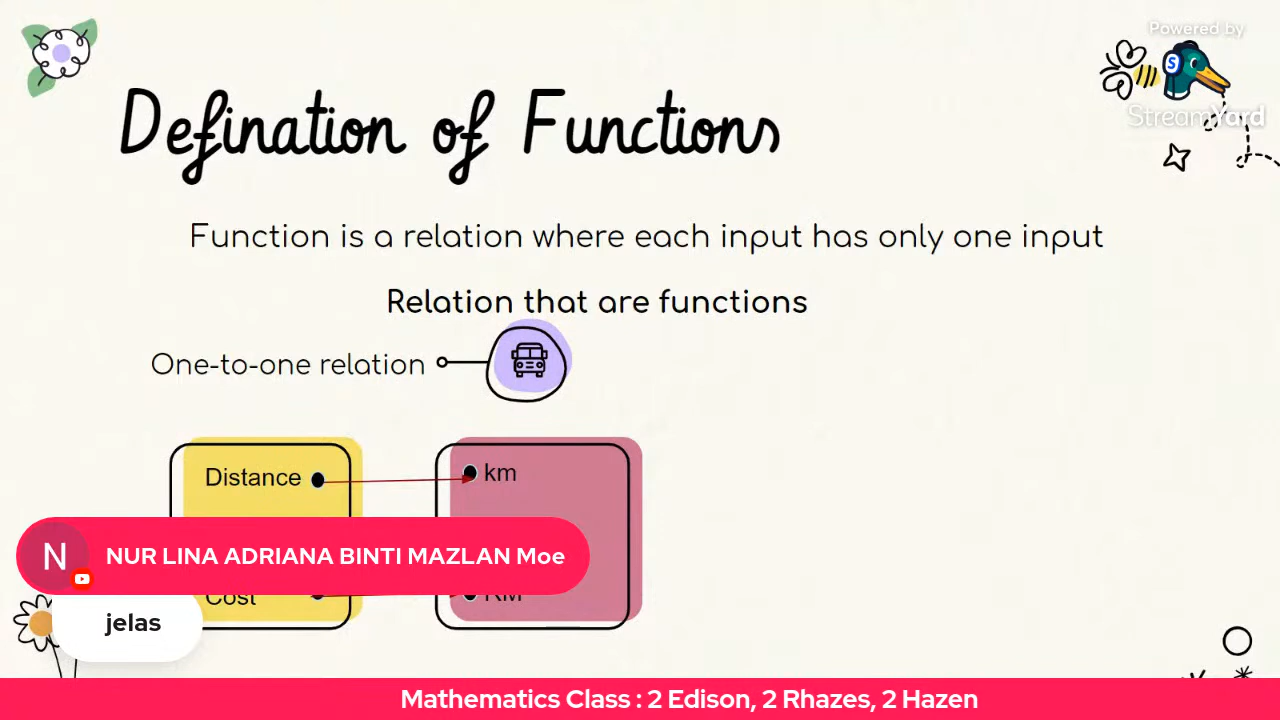 Powered by
StreamYard
Defination of Functions
Function is a relation where each input has only one input
Relation that are functions
One-to-one relation
Distance
km
NUR LINA ADRIANA BINTI MAZLAN Moe
N
Cost
RM
jelas
Mathematics Class : 2 Edison, 2 Rhazes, 2 Hazen